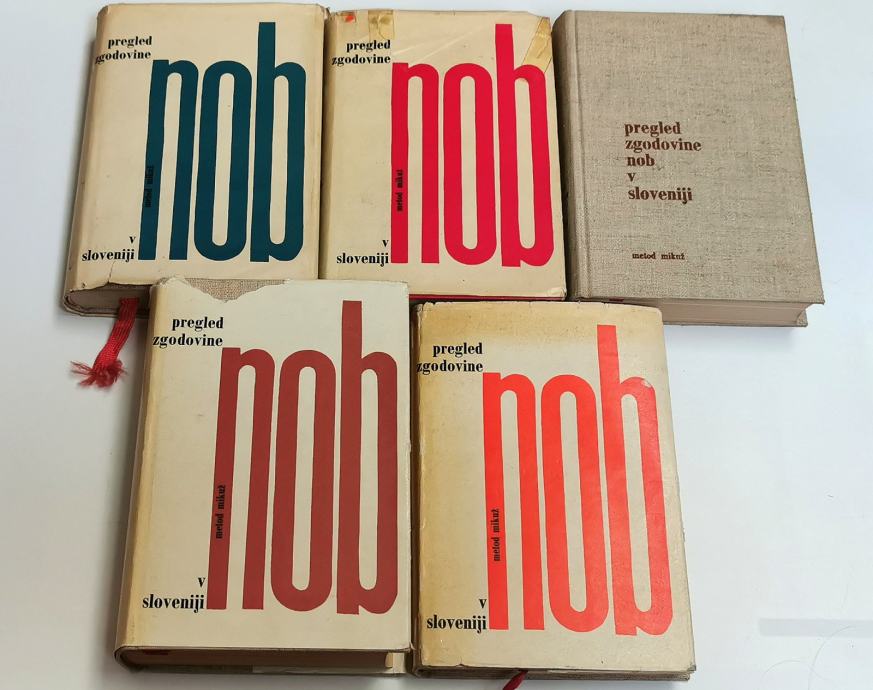 pregled
zgodovine
nob
metod mikuž
v
sloveniji
pregled
zgodovine
nob
metod mikuž
v
sloveniji
pregled
zgodovine
nob
v
sloveniji
metod mikuž
pregled
zgodovine
nob
metod mikuž
v
sloveniji
pregled
zgodovine
nob
metod mikuž
v
sloveniji